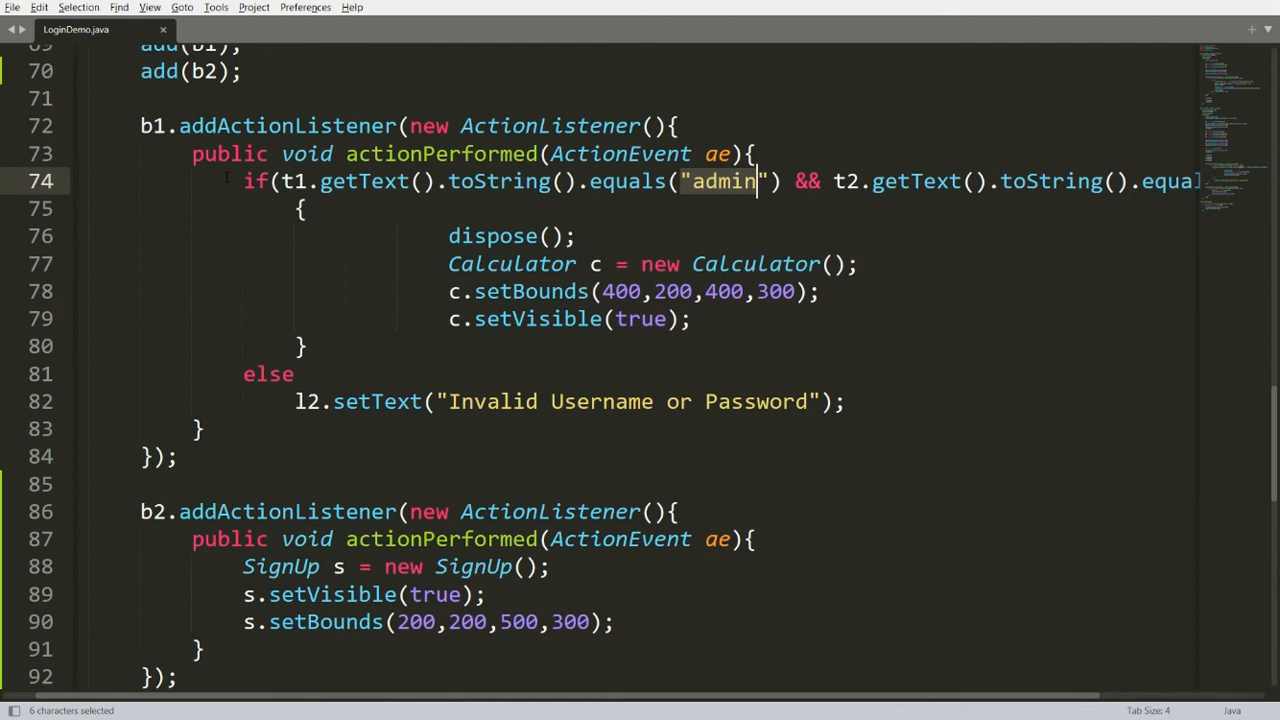 File Edit Selection Find View Goto Tools Project Preferences Help
LoginDemo.java
69 add(b1);
70 add(b2);
71
72 b1.addActionListener(new ActionListener(){
73 public void actionPerformed(ActionEvent ae){
74 if(t1.getText().toString().equals("admin") && t2.getText().toString().equal
75 {
76 dispose();
77 Calculator c = new Calculator();
78 c.setBounds(400,200,400,300);
79 c.setVisible(true);
80 }
81 else
82 l2.setText("Invalid Username or Password");
83 }
84 });
85
86 b2.addActionListener(new ActionListener(){
87 public void actionPerformed(ActionEvent ae){
88 SignUp s = new SignUp();
89 s.setVisible(true);
90 s.setBounds(200,200,500,300);
91 }
92 });
6 characters selected Tab Size: 4 Java